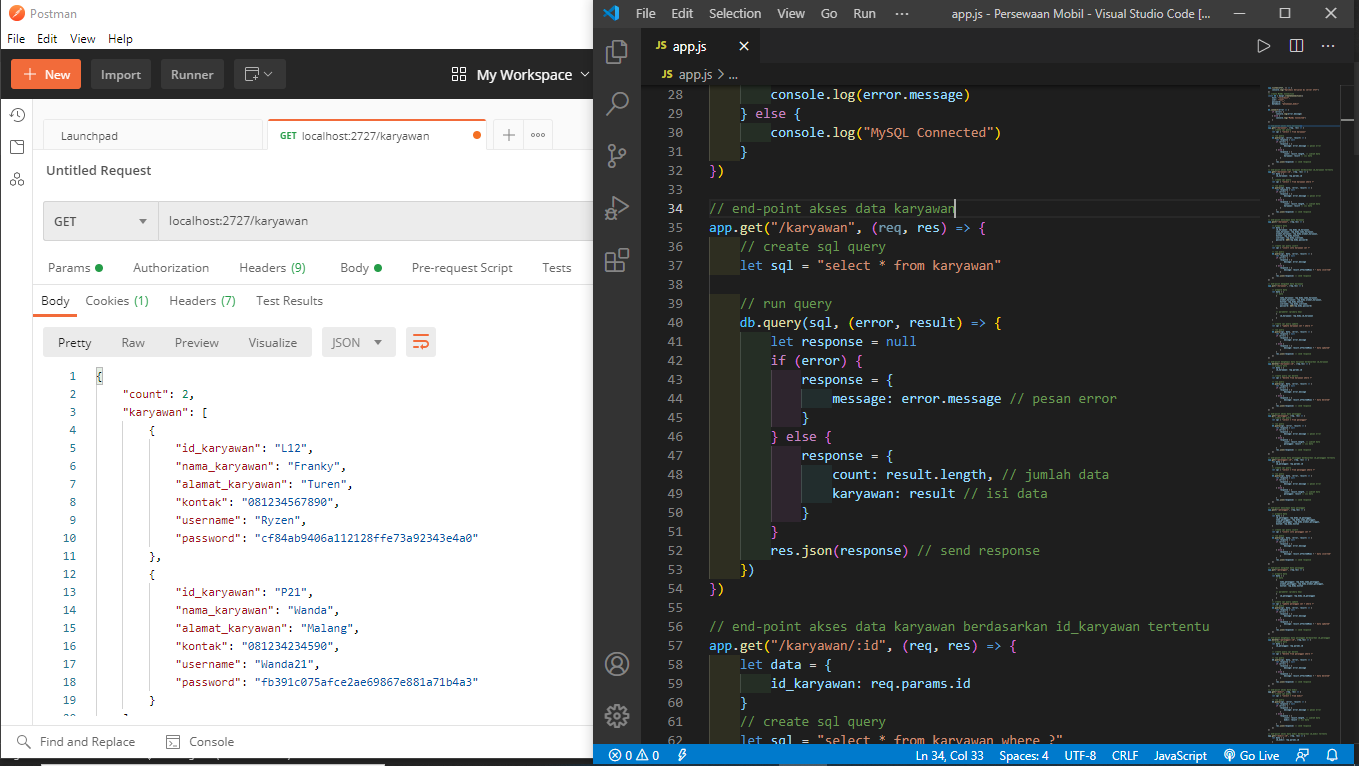 Postman
File Edit View Help
New Import Runner My Workspace
Launchpad GET localhost:2727/karyawan
Untitled Request
GET localhost:2727/karyawan
Params Authorization Headers (9) Body Pre-request Script Tests
Body Cookies (1) Headers (7) Test Results
Pretty Raw Preview Visualize JSON
1 {
2 "count": 2,
3 "karyawan": [
4 {
5 "id_karyawan": "L12",
6 "nama_karyawan": "Franky",
7 "alamat_karyawan": "Turen",
8 "kontak": "081234567890",
9 "username": "Ryzen",
10 "password": "cf84ab9406a112128ffe73a92343e4a0"
11 },
12 {
13 "id_karyawan": "P21",
14 "nama_karyawan": "Wanda",
15 "alamat_karyawan": "Malang",
16 "kontak": "081234234590",
17 "username": "Wanda21",
18 "password": "fb391c075afce2ae69867e881a71b4a3"
19 }
Find and Replace Console
File Edit Selection View Go Run ··· app.js - Persewaan Mobil - Visual Studio Code [...
JS app.js
JS app.js > ...
28 console.log(error.message)
29 } else {
30 console.log("MySQL Connected")
31 }
32 })
33
34 // end-point akses data karyawan
35 app.get("/karyawan", (req, res) => {
36 // create sql query
37 let sql = "select * from karyawan"
38
39 // run query
40 db.query(sql, (error, result) => {
41 let response = null
42 if (error) {
43 response = {
44 message: error.message // pesan error
45 }
46 } else {
47 response = {
48 count: result.length, // jumlah data
49 karyawan: result // isi data
50 }
51 }
52 res.json(response) // send response
53 })
54 })
55
56 // end-point akses data karyawan berdasarkan id_karyawan tertentu
57 app.get("/karyawan/:id", (req, res) => {
58 let data = {
59 id_karyawan: req.params.id
60 }
61 // create sql query
62 let sql = "select * from karyawan where ?"
0 0 Ln 34, Col 33 Spaces: 4 UTF-8 CRLF JavaScript Go Live